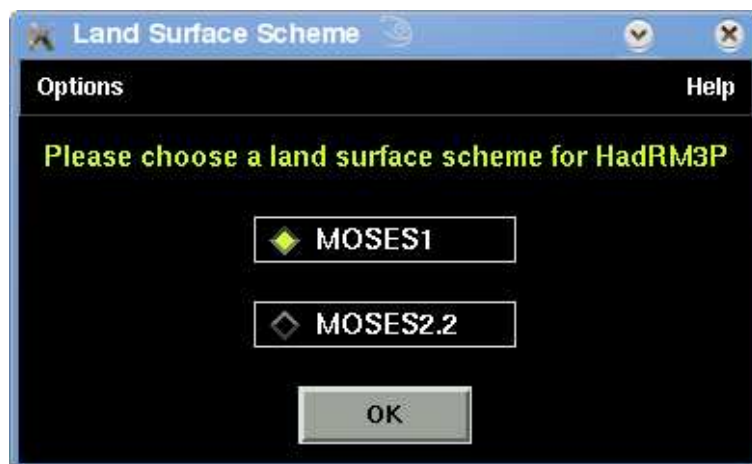 Land Surface Scheme
Options Help
Please choose a land surface scheme for HadRM3P
MOSES1
MOSES2.2
OK